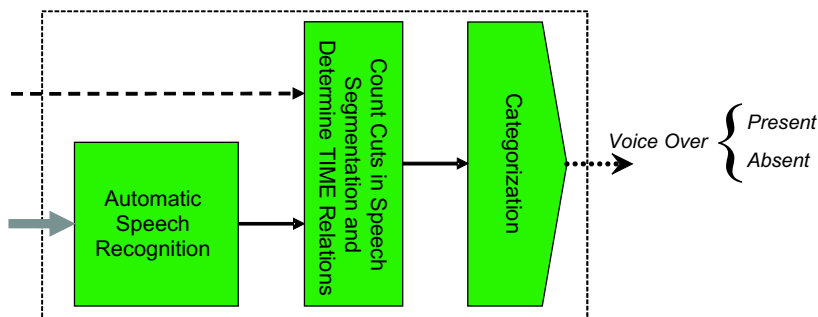 Automatic
Speech
Recognition
Count Cuts in Speech
Segmentation and
Determine TIME Relations
Categorization
Voice Over { Present
Absent